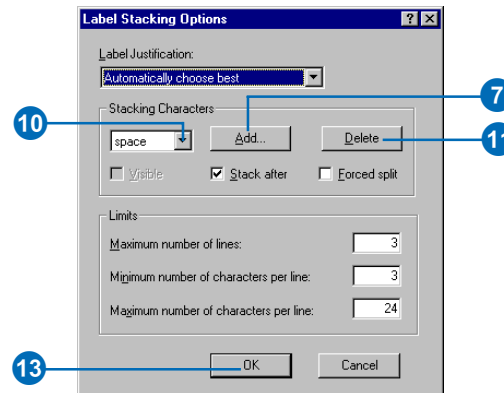 Label Stacking Options ? ×
Label Justification:
Automatically choose best
Stacking Characters
7
10
space Add... Delete
11
Visible Stack after Forced split
Limits
Maximum number of lines: 3
Minimum number of characters per line: 3
Maximum number of characters per line: 24
13
OK Cancel